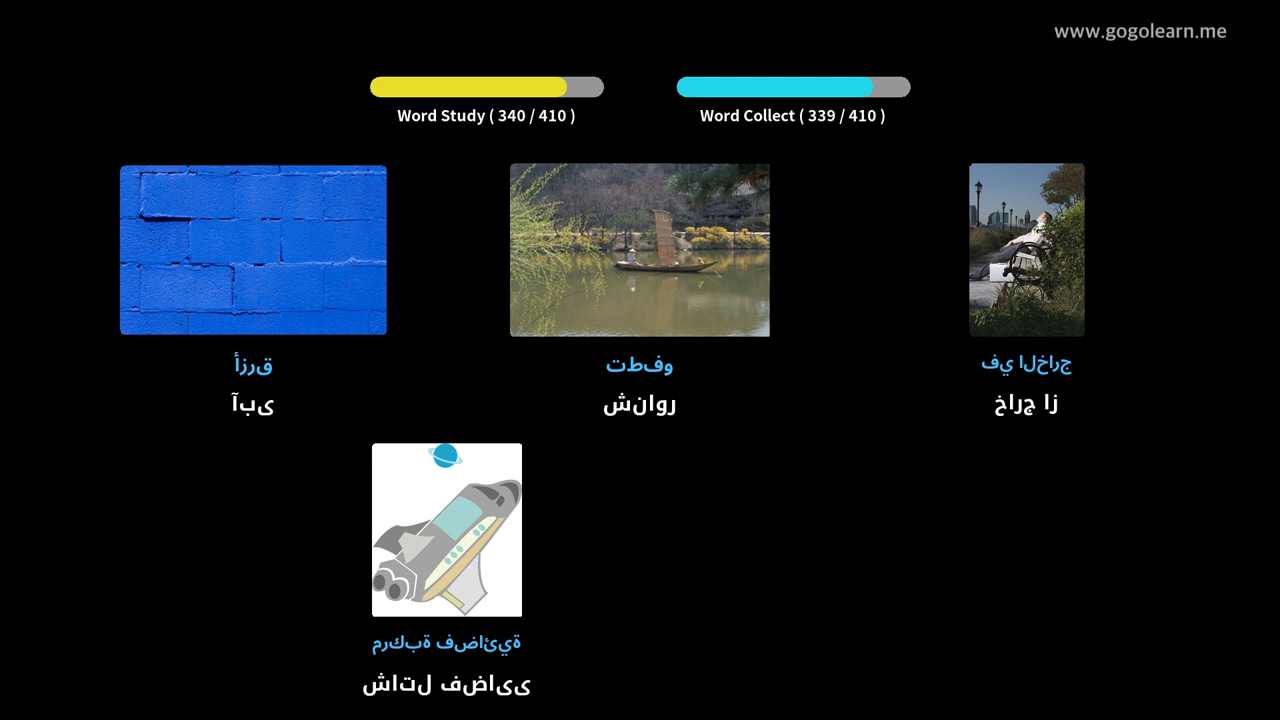 www.gogolearn.me
Word Study ( 340 / 410 )
Word Collect ( 339 / 410 )
أزرق
آبی
تطفو
شناور
في الخارج
خارج از
مركبة فضائية
شاتل فضایی